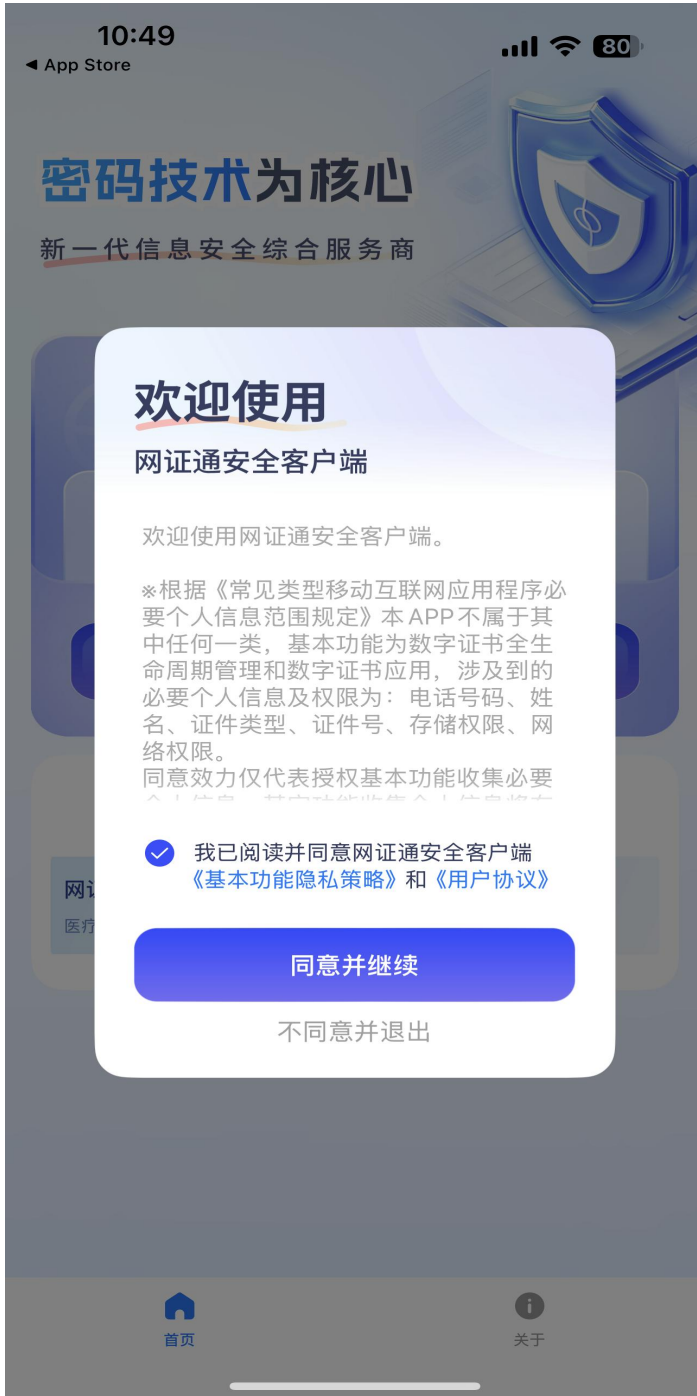 10:49
80
◀ App Store
密码技术为核心
新一代信息安全综合服务商
欢迎使用
网证通安全客户端
欢迎使用网证通安全客户端。
※根据《常见类型移动互联网应用程序必
要个人信息范围规定》本APP不属于其
中任何一类，基本功能为数字证书全生
命周期管理和数字证书应用，涉及到的
必要个人信息及权限为：电话号码、姓
名、证件类型、证件号、存储权限、网
络权限。
同意效力仅代表授权基本功能收集必要
我已阅读并同意网证通安全客户端
《基本功能隐私策略》和《用户协议》
网
医疗
同意并继续
不同意并退出
首页
关于